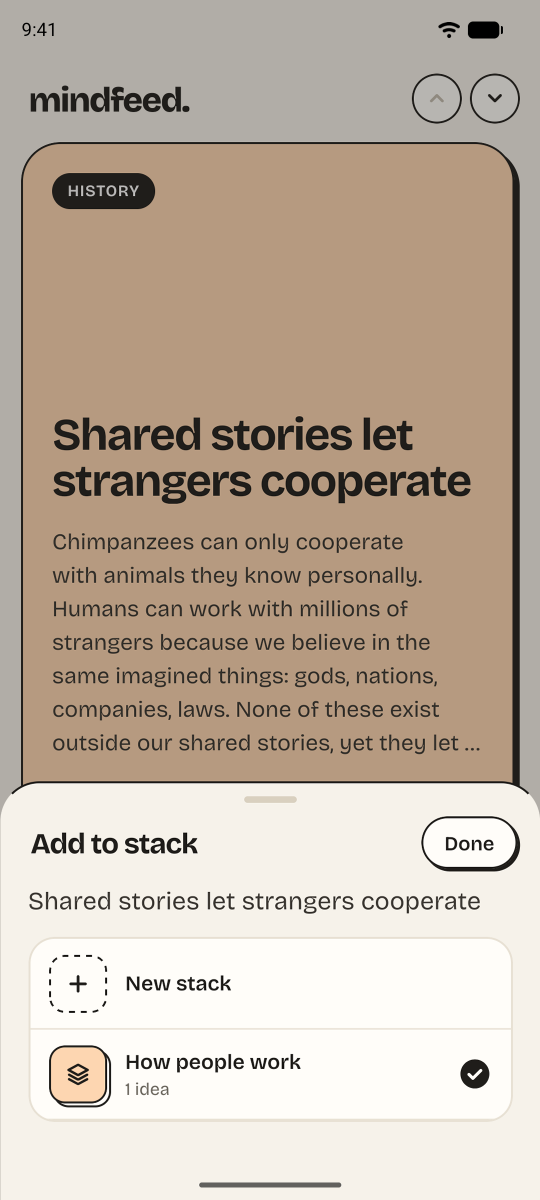 9:41
mindfeed.
HISTORY
Shared stories let
strangers cooperate
Chimpanzees can only cooperate
with animals they know personally.
Humans can work with millions of
strangers because we believe in the
same imagined things: gods, nations,
companies, laws. None of these exist
outside our shared stories, yet they let ...
Add to stack
Done
Shared stories let strangers cooperate
New stack
How people work
1 idea